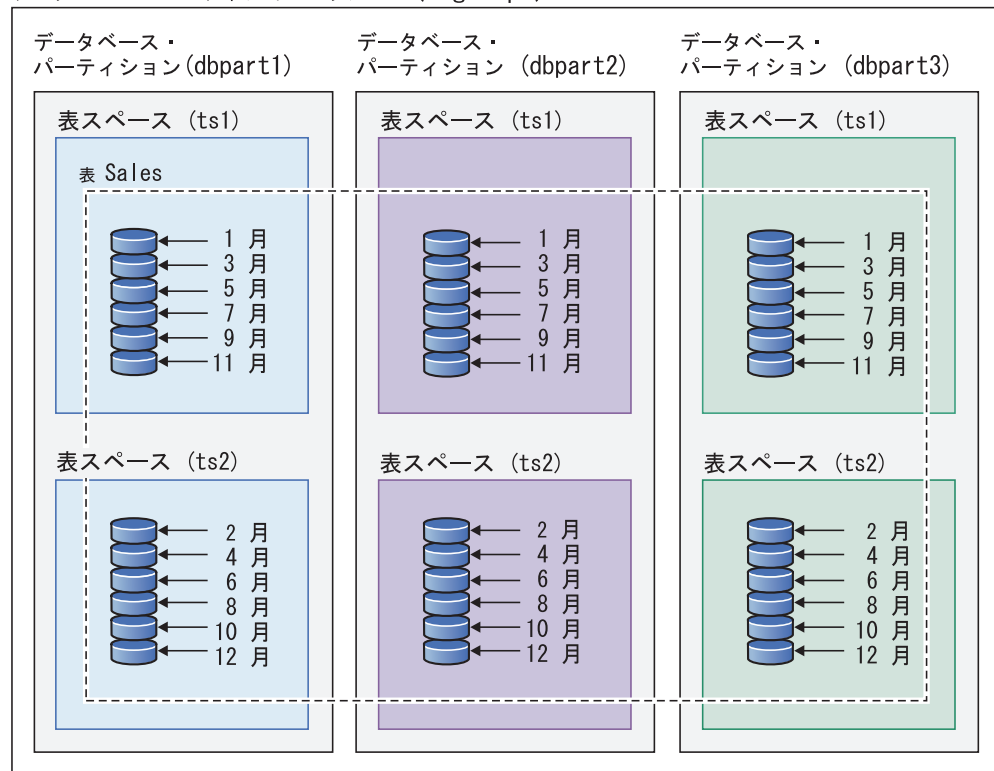 データベース・
パーティション(dbpart1)
表スペース (ts1)
表 Sales
1 月
3 月
5 月
7 月
9 月
11 月
表スペース (ts2)
2 月
4 月
6 月
8 月
10 月
12 月
データベース・
パーティション (dbpart2)
表スペース (ts1)
1 月
3 月
5 月
7 月
9 月
11 月
表スペース (ts2)
2 月
4 月
6 月
8 月
10 月
12 月
データベース・
パーティション (dbpart3)
表スペース (ts1)
1 月
3 月
5 月
7 月
9 月
11 月
表スペース (ts2)
2 月
4 月
6 月
8 月
10 月
12 月